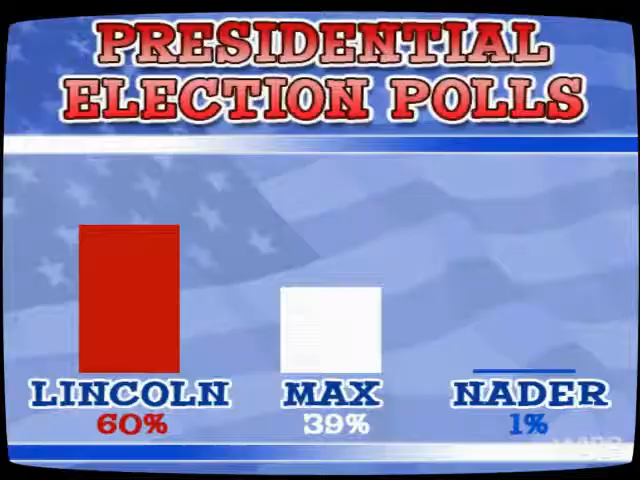 PRESIDENTIAL
ELECTION POLLS
LINCOLN MAX NADER
60% 39% 1%